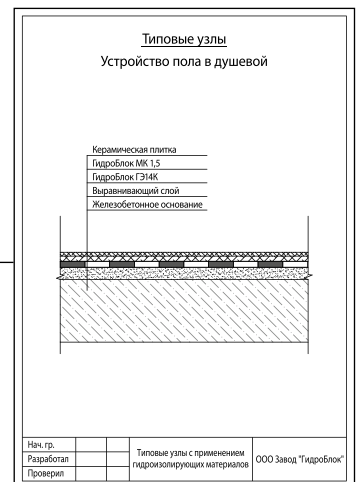 Типовые узлы
Устройство пола в душевой
Керамическая плитка
ГидроБлок МК 1,5
ГидроБлок ГЭ14К
Выравнивающий слой
Железобетонное основание
Нач. гр.
Разработал
Проверил
Типовые узлы с применением
гидроизолирующих материалов
ООО Завод "ГидроБлок"